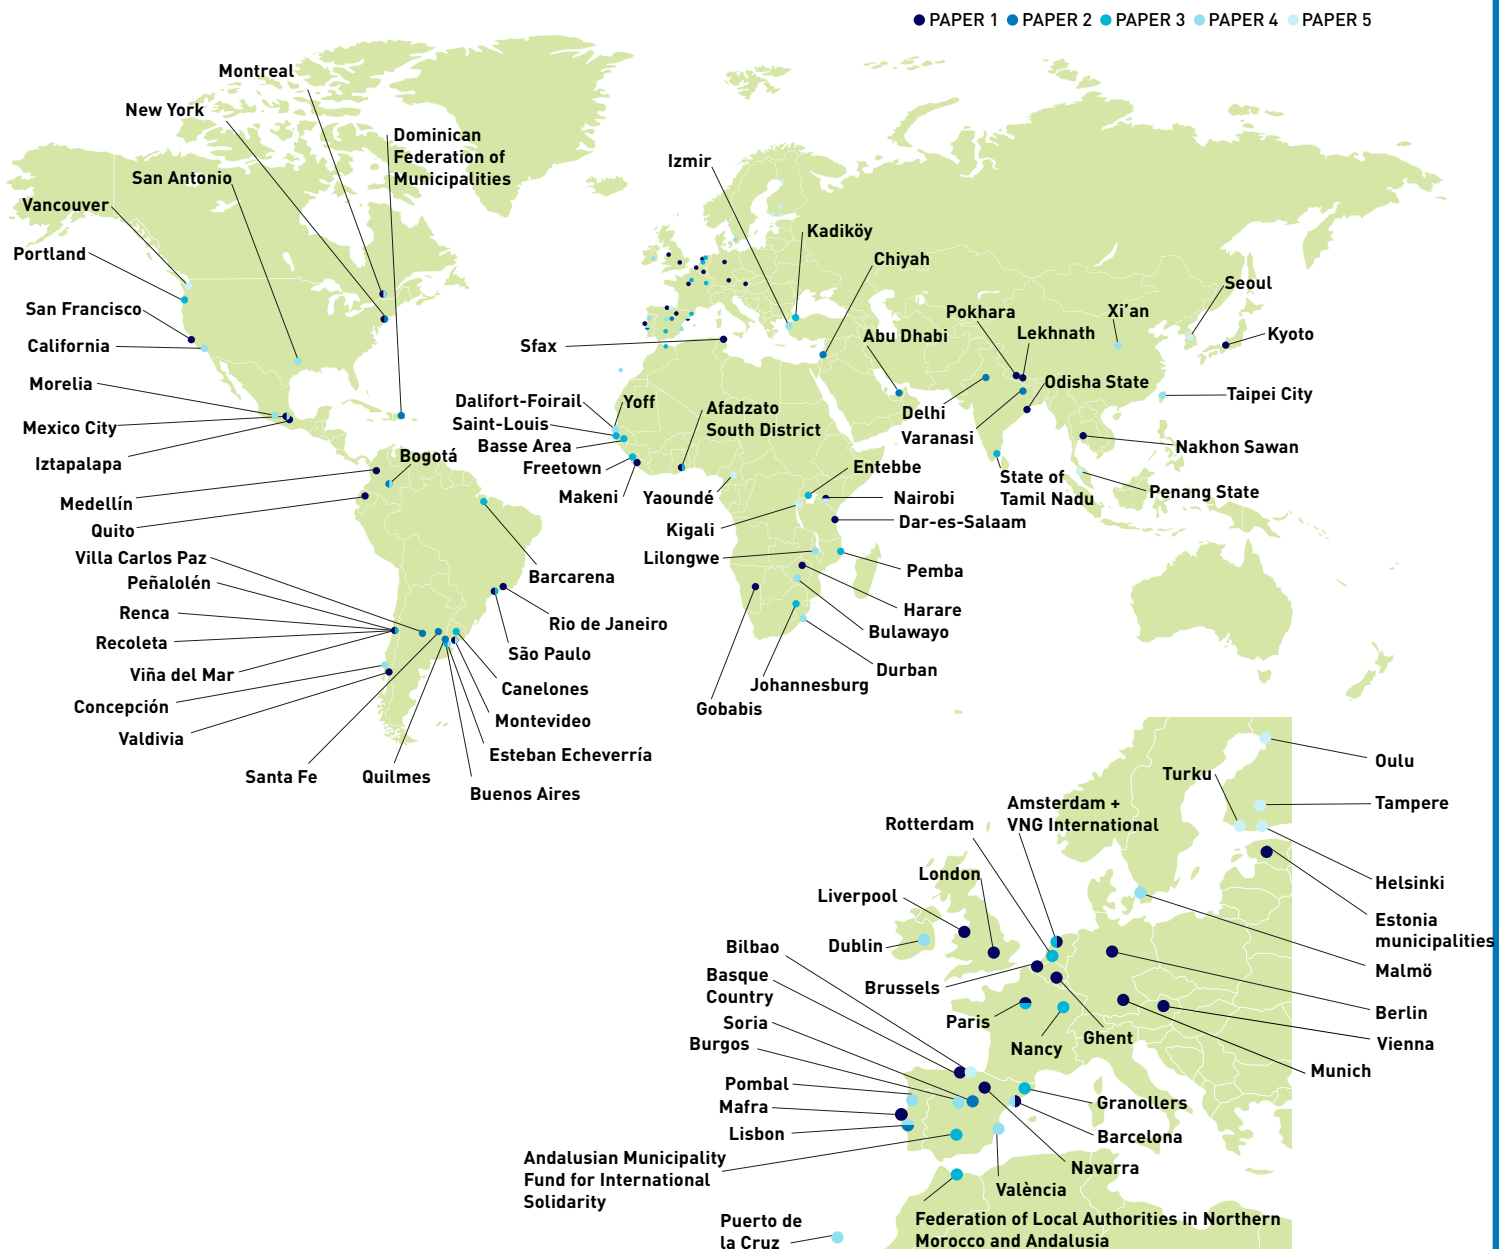 PAPER 1 PAPER 2 PAPER 3 PAPER 4 PAPER 5
Montreal
New York
Dominican
Federation of
Municipalities
San Antonio
Vancouver
Portland
San Francisco
California
Morelia
Mexico City
Iztapalapa
Bogotá
Medellín
Quito
Villa Carlos Paz
Peñalolén
Renca
Recoleta
Viña del Mar
Concepción
Valdivia
Santa Fe
Quilmes
Buenos Aires
Esteban Echeverría
Montevideo
Canelones
São Paulo
Rio de Janeiro
Barcarena
Izmir
Kadiköy
Chiyah
Sfax
Abu Dhabi
Pokhara
Lekhnath
Xi’an
Seoul
Kyoto
Odisha State
Taipei City
Delhi
Varanasi
Nakhon Sawan
State of
Tamil Nadu
Penang State
Dalifort-Foirail
Yoff
Saint-Louis
Basse Area
Freetown
Makeni
Afadzato
South District
Yaoundé
Entebbe
Nairobi
Kigali
Dar-es-Salaam
Lilongwe
Pemba
Harare
Bulawayo
Durban
Johannesburg
Gobabis
Oulu
Turku
Tampere
Amsterdam +
VNG International
Rotterdam
London
Liverpool
Helsinki
Estonia
municipalities
Dublin
Malmö
Bilbao
Basque
Country
Brussels
Berlin
Soria
Paris
Burgos
Nancy
Ghent
Vienna
Munich
Pombal
Mafra
Granollers
Lisbon
Barcelona
Andalusian Municipality
Fund for International
Solidarity
Navarra
València
Puerto de
la Cruz
Federation of Local Authorities in Northern
Morocco and Andalusia